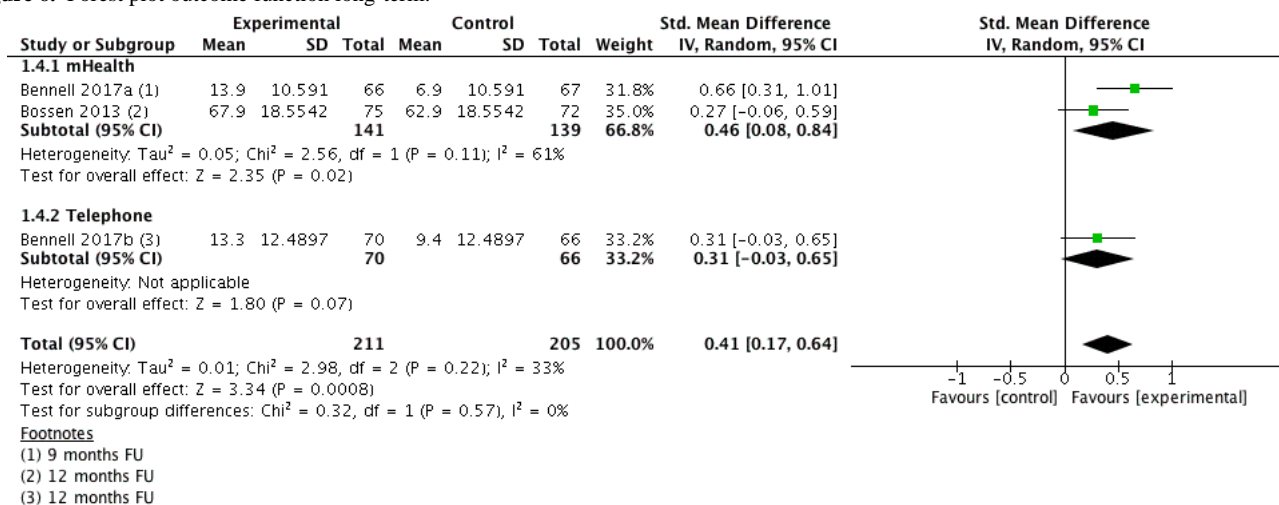 Experimental Control Std. Mean Difference Std. Mean Difference
Study or Subgroup Mean SD Total Mean SD Total Weight IV, Random, 95% CI IV, Random, 95% CI
1.4.1 mHealth
Bennell 2017a (1) 13.9 10.591 66 6.9 10.591 67 31.8% 0.66 [0.31, 1.01]
Bossen 2013 (2) 67.9 18.5542 75 62.9 18.5542 72 35.0% 0.27 [-0.06, 0.59]
Subtotal (95% CI) 141 139 66.8% 0.46 [0.08, 0.84]
Heterogeneity: Tau² = 0.05; Chi² = 2.56, df = 1 (P = 0.11); I² = 61%
Test for overall effect: Z = 2.35 (P = 0.02)
1.4.2 Telephone
Bennell 2017b (3) 13.3 12.4897 70 9.4 12.4897 66 33.2% 0.31 [-0.03, 0.65]
Subtotal (95% CI) 70 66 33.2% 0.31 [-0.03, 0.65]
Heterogeneity: Not applicable
Test for overall effect: Z = 1.80 (P = 0.07)
Total (95% CI) 211 205 100.0% 0.41 [0.17, 0.64]
Heterogeneity: Tau² = 0.01; Chi² = 2.98, df = 2 (P = 0.22); I² = 33%
Test for overall effect: Z = 3.34 (P = 0.0008)
Test for subgroup differences: Chi² = 0.32, df = 1 (P = 0.57), I² = 0%
-1 -0.5 0 0.5 1
Favours [control] Favours [experimental]
Footnotes
(1) 9 months FU
(2) 12 months FU
(3) 12 months FU